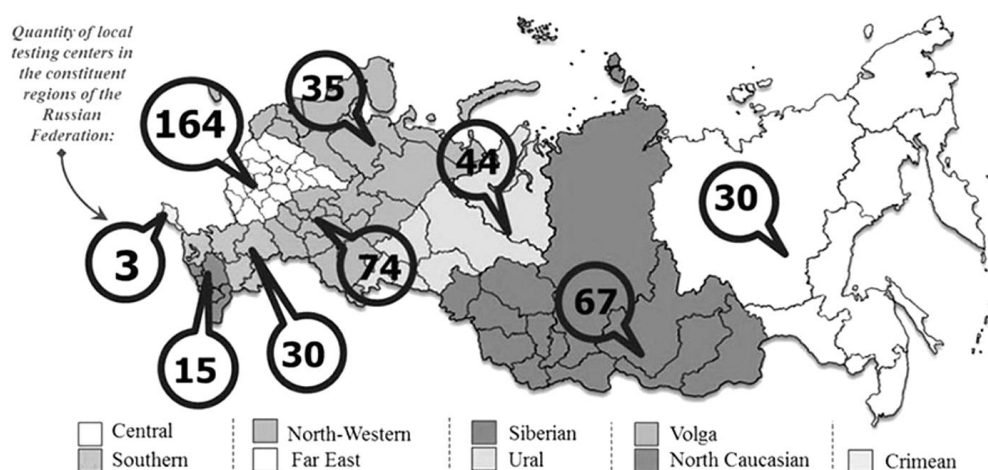 Quantity of local
testing centers in
the constituent
regions of the
Russian
Federation:
35
164
44
30
3
74
67
15
30
Central
Southern
North-Western
Far East
Siberian
Ural
Volga
North Caucasian
Crimean